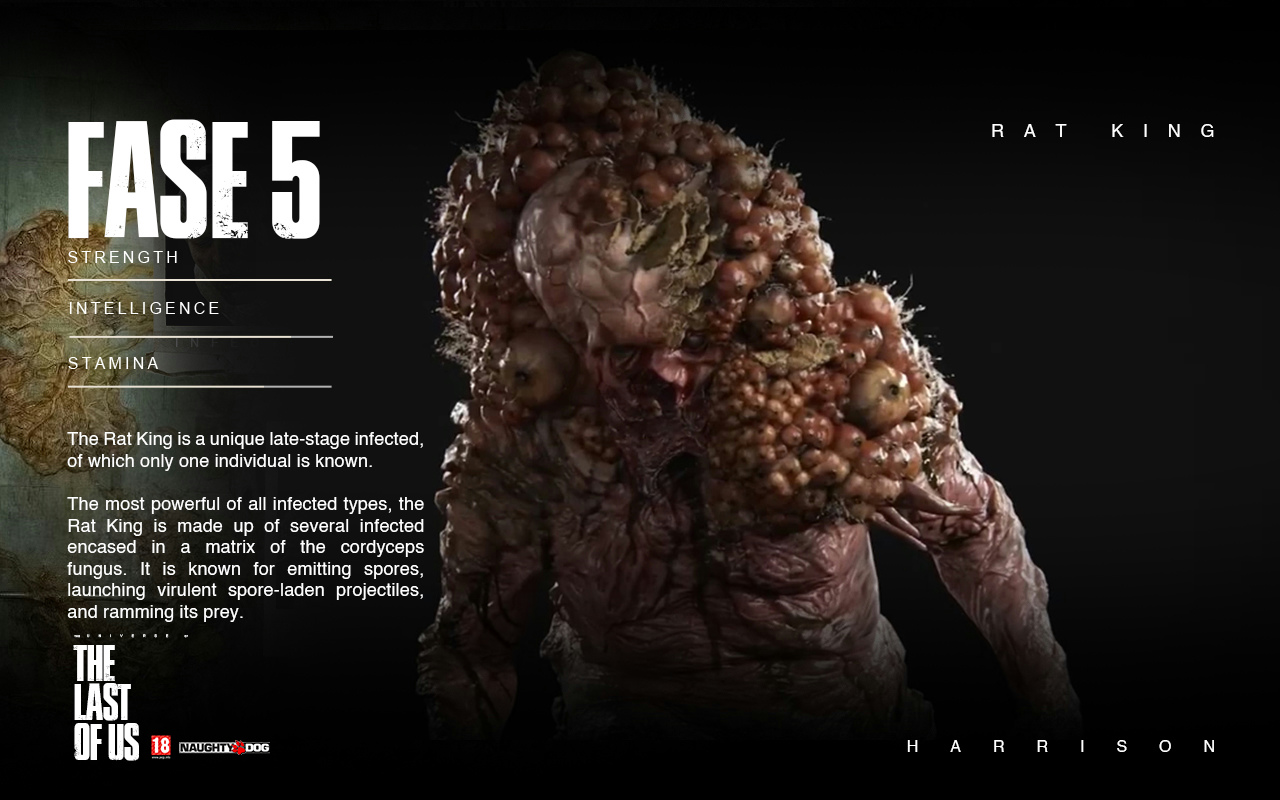 FASE 5
RAT KING
STRENGTH
INTELLIGENCE
STAMINA
The Rat King is a unique late-stage infected,
of which only one individual is known.
The most powerful of all infected types, the
Rat King is made up of several infected
encased in a matrix of the cordyceps
fungus. It is known for emitting spores,
launching virulent spore-laden projectiles,
and ramming its prey.
THE
LAST
OF US
18
NAUGHTY DOG
HARRISON